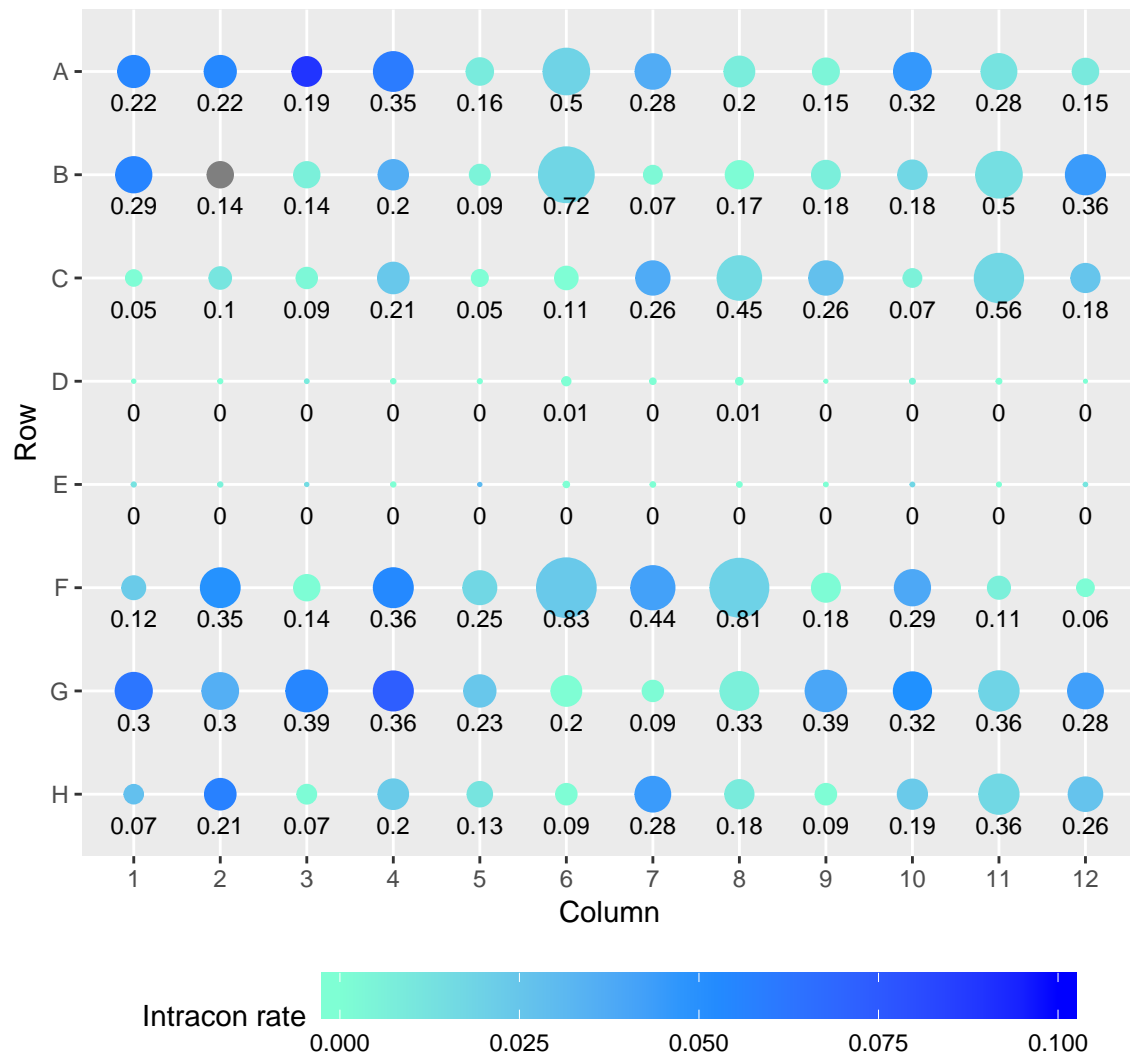 A
0.22 0.22 0.19 0.35 0.16 0.5 0.28 0.2 0.15 0.32 0.28 0.15
B
0.29 0.14 0.14 0.2 0.09 0.72 0.07 0.17 0.18 0.18 0.5 0.36
C
0.05 0.1 0.09 0.21 0.05 0.11 0.26 0.45 0.26 0.07 0.56 0.18
D
0 0 0 0 0 0.01 0 0.01 0 0 0 0
Row
E
0 0 0 0 0 0 0 0 0 0 0 0
F
0.12 0.35 0.14 0.36 0.25 0.83 0.44 0.81 0.18 0.29 0.11 0.06
G
0.3 0.3 0.39 0.36 0.23 0.2 0.09 0.33 0.39 0.32 0.36 0.28
H
0.07 0.21 0.07 0.2 0.13 0.09 0.28 0.18 0.09 0.19 0.36 0.26
1 2 3 4 5 6 7 8 9 10 11 12
Column
Intracon rate
0.000 0.025 0.050 0.075 0.100